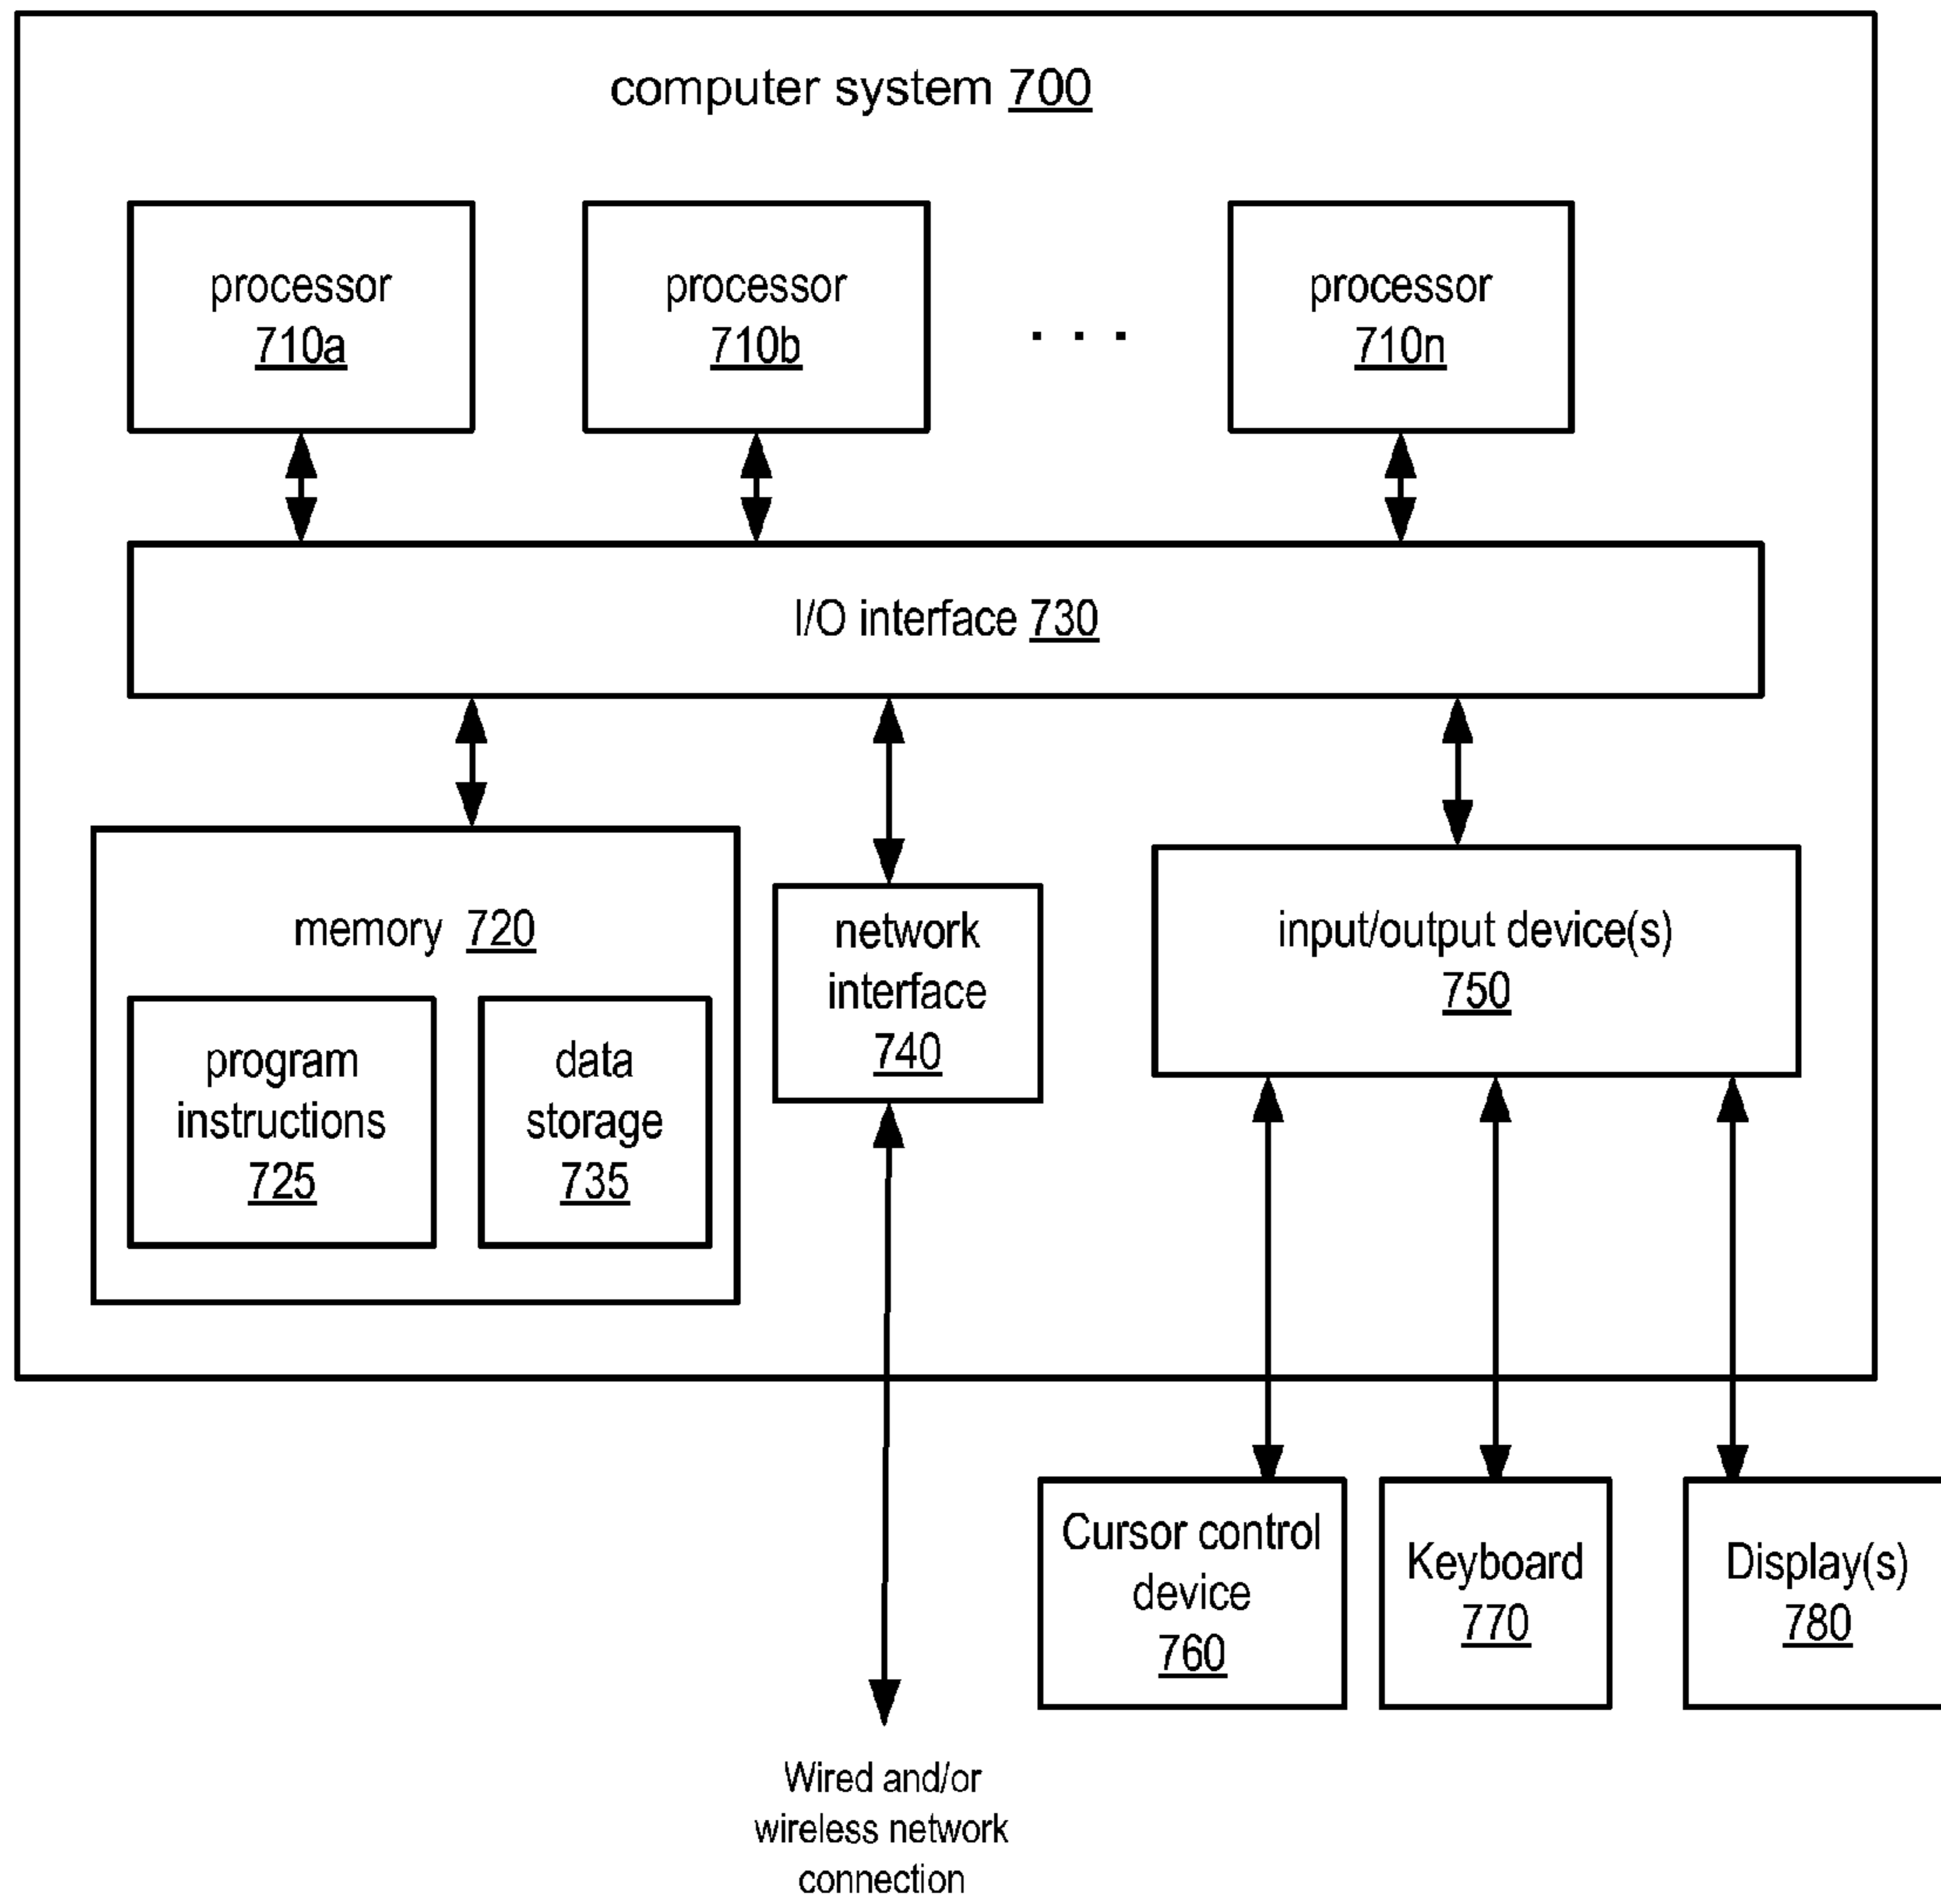 computer system 700
processor
710a
processor
710b
. . .
processor
710n
I/O interface 730
memory 720
program
instructions
725
data
storage
735
network
interface
740
input/output device(s)
750
Cursor control
device
760
Keyboard
770
Display(s)
780
Wired and/or
wireless network
connection